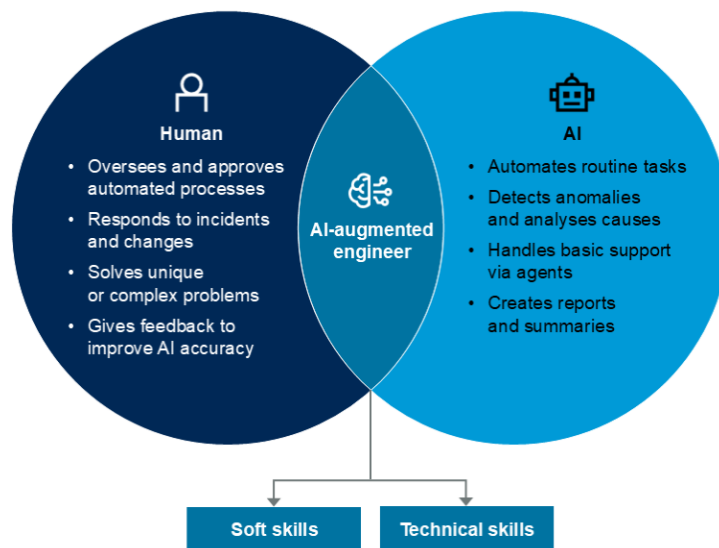 Human
• Oversees and approves
automated processes
• Responds to incidents
and changes
• Solves unique
or complex problems
• Gives feedback to
improve AI accuracy
AI-augmented
engineer
AI
• Automates routine tasks
• Detects anomalies
and analyses causes
• Handles basic support
via agents
• Creates reports
and summaries
Soft skills
Technical skills